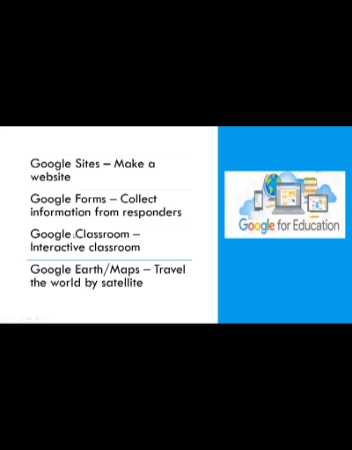 Google Sites – Make a
website
Google Forms – Collect
information from responders
Google Classroom –
Interactive classroom
Google Earth/Maps – Travel
the world by satellite
Google for Education